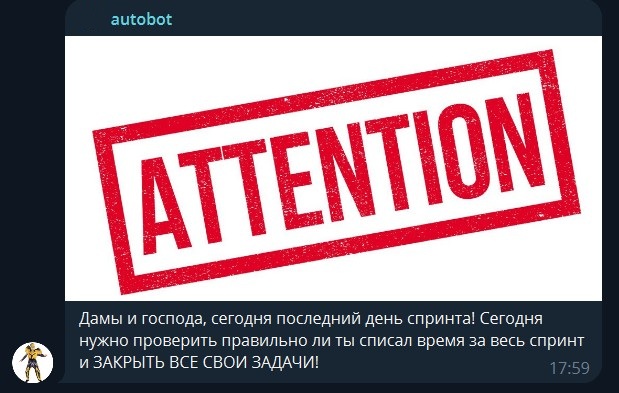 autobot
ATTENTION
Дамы и господа, сегодня последний день спринта! Сегодня
нужно проверить правильно ли ты списал время за весь спринт
и ЗАКРЫТЬ ВСЕ СВОИ ЗАДАЧИ!
17:59